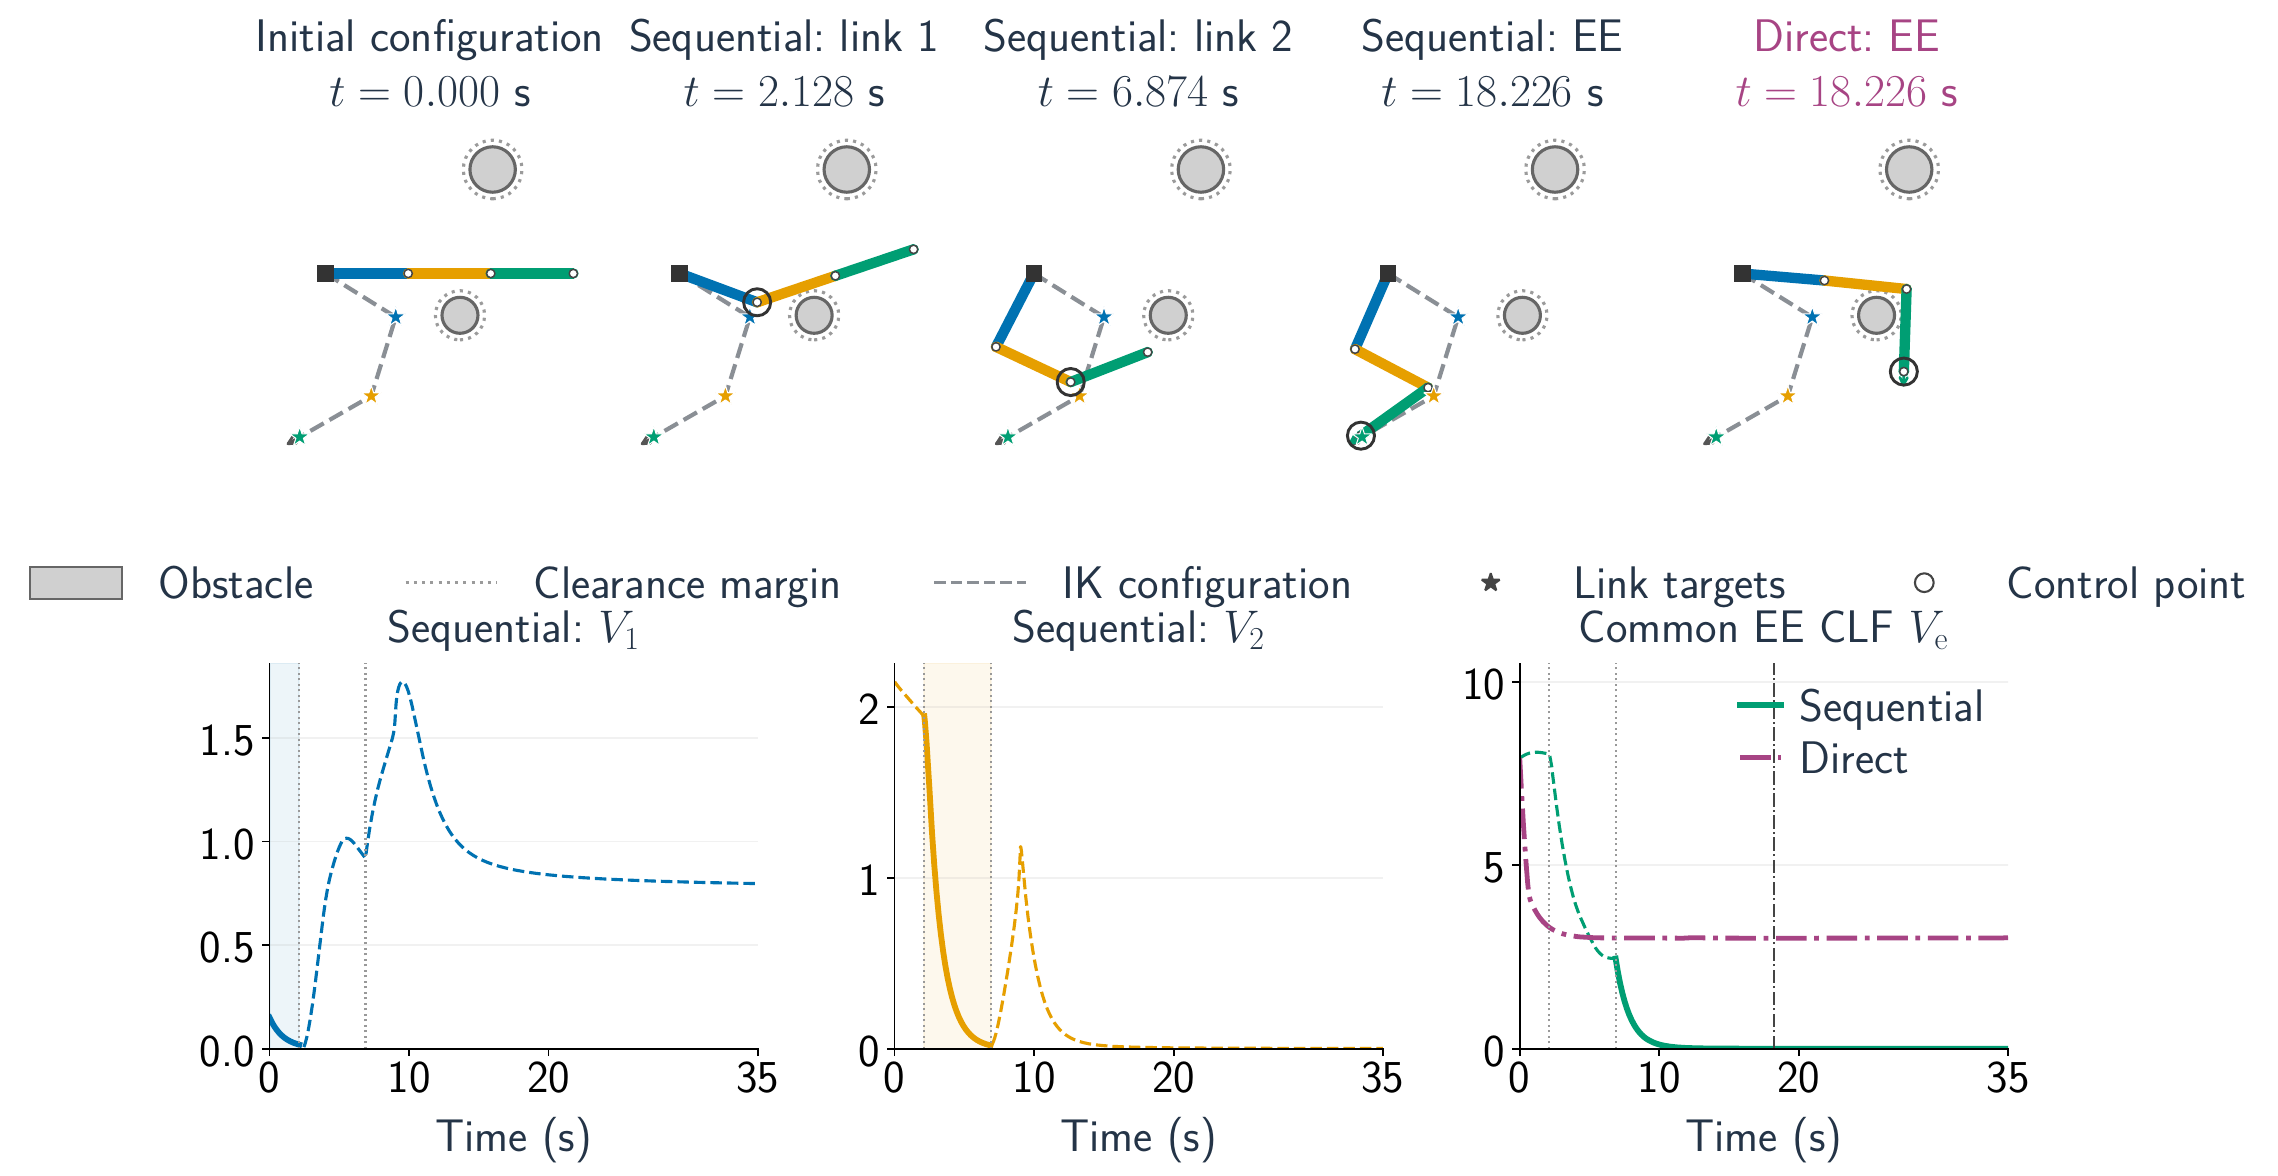 Initial configuration
t = 0.000 s
Sequential: link 1
t = 2.128 s
Sequential: link 2
t = 6.874 s
Sequential: EE
t = 18.226 s
Direct: EE
t = 18.226 s
Obstacle
Clearance margin
IK configuration
Link targets
Control point
Sequential: V1
1.5
1.0
0.5
0.0
0 10 20 35
Time (s)
Sequential: V2
2
1
0
0 10 20 35
Time (s)
Common EE CLF Ve
10
5
0
Sequential
Direct
0 10 20 35
Time (s)